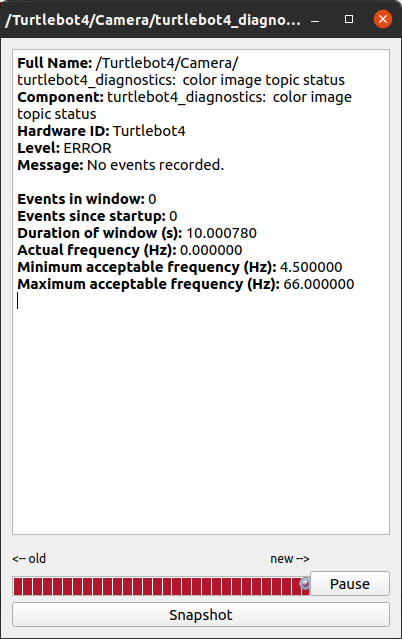 /Turtlebot4/Camera/turtlebot4_diagno...
Full Name: /Turtlebot4/Camera/
turtlebot4_diagnostics:  color image topic status
Component: turtlebot4_diagnostics:  color image
topic status
Hardware ID: Turtlebot4
Level: ERROR
Message: No events recorded.
Events in window: 0
Events since startup: 0
Duration of window (s): 10.000780
Actual frequency (Hz): 0.000000
Minimum acceptable frequency (Hz): 4.500000
Maximum acceptable frequency (Hz): 66.000000
<-- old new -->
Pause
Snapshot